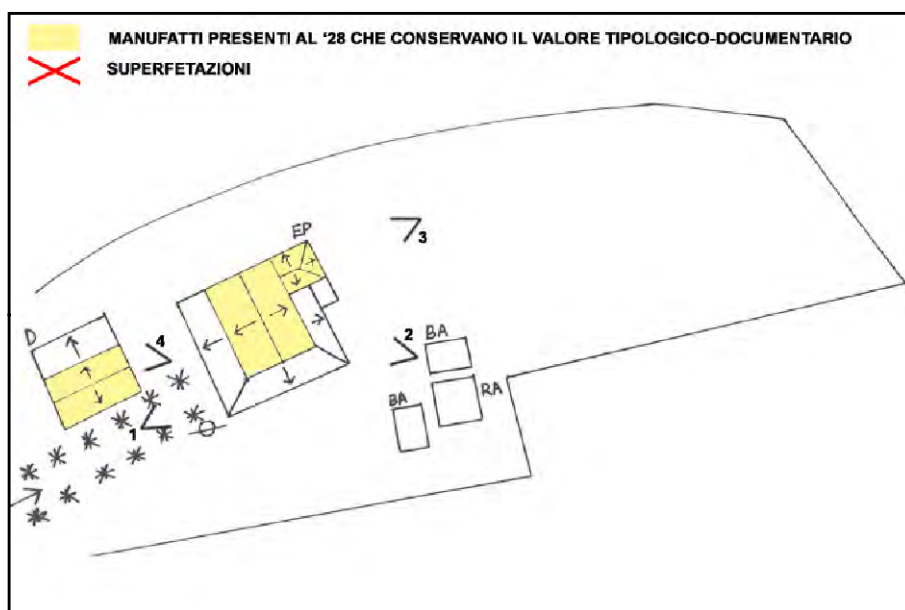 MANUFATTI PRESENTI AL '28 CHE CONSERVANO IL VALORE TIPOLOGICO-DOCUMENTARIO
SUPERFETAZIONI
EP
3
D
4
2
BA
BA
RA
1